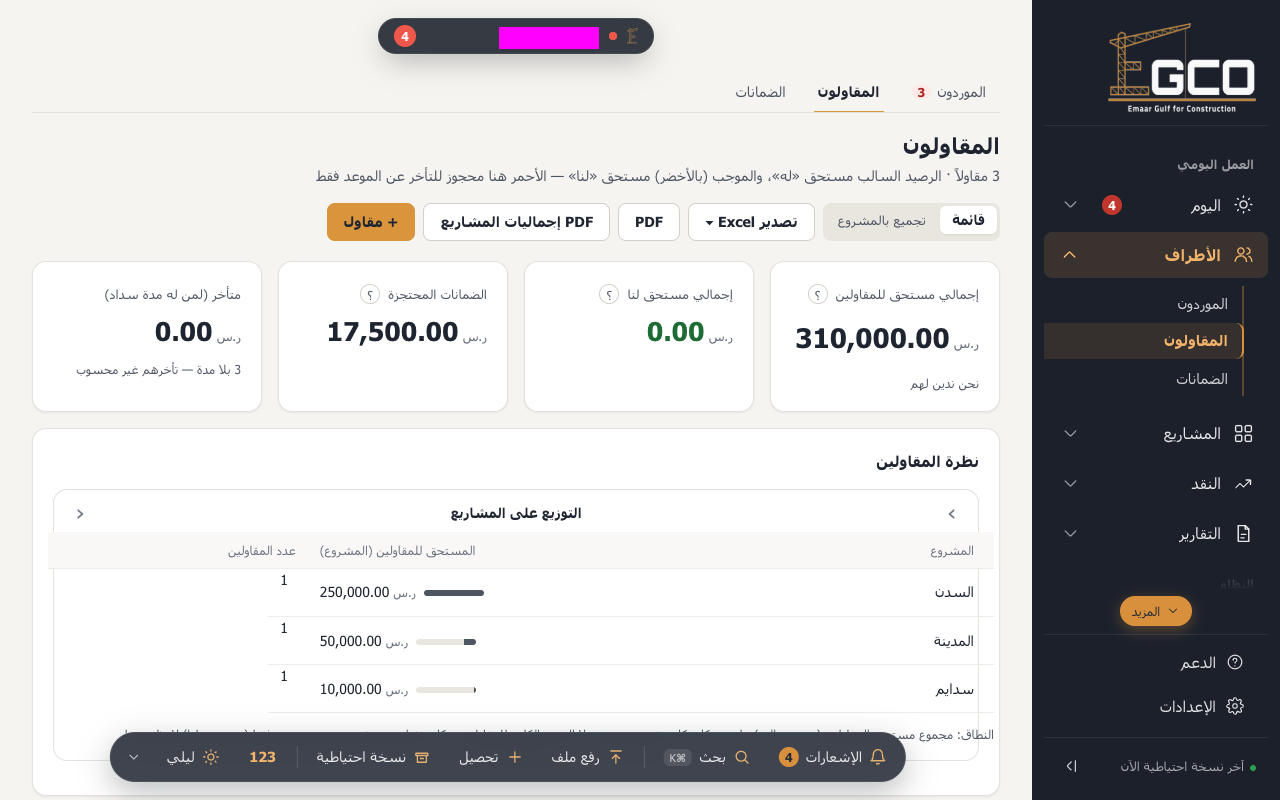 4
EGCO
Emaar Gulf for Construction
العمل اليومي
اليوم 4
الأطراف
الموردون
المقاولون
الضمانات
المشاريع
النقد
التقارير
النظام
المزيد
الدعم
الإعدادات
آخر نسخة احتياطية الآن
الموردون 3 المقاولون الضمانات
المقاولون
3 مقاولاً · الرصيد السالب مستحق «له»، والموجب (بالأخضر) مستحق «لنا» — الأحمر هنا محجوز للتأخر عن الموعد فقط
قائمة تجميع بالمشروع تصدير Excel PDF PDF إجماليات المشاريع + مقاول
إجمالي مستحق للمقاولين ؟
ر.س 310,000.00
نحن ندين لهم
إجمالي مستحق لنا ؟
ر.س 0.00
الضمانات المحتجزة ؟
ر.س 17,500.00
متأخر (لمن له مدة سداد)
ر.س 0.00
3 بلا مدة — تأخرهم غير محسوب
نظرة المقاولين
التوزيع على المشاريع
المشروع المستحق للمقاولين (المشروع) عدد المقاولين
السدن ر.س 250,000.00 1
المدينة ر.س 50,000.00 1
سدايم ر.س 10,000.00 1
النطاق: مجموع
الإشعارات 4 بحث ⌘K رفع ملف تحصيل نسخة احتياطية 123 ليلي